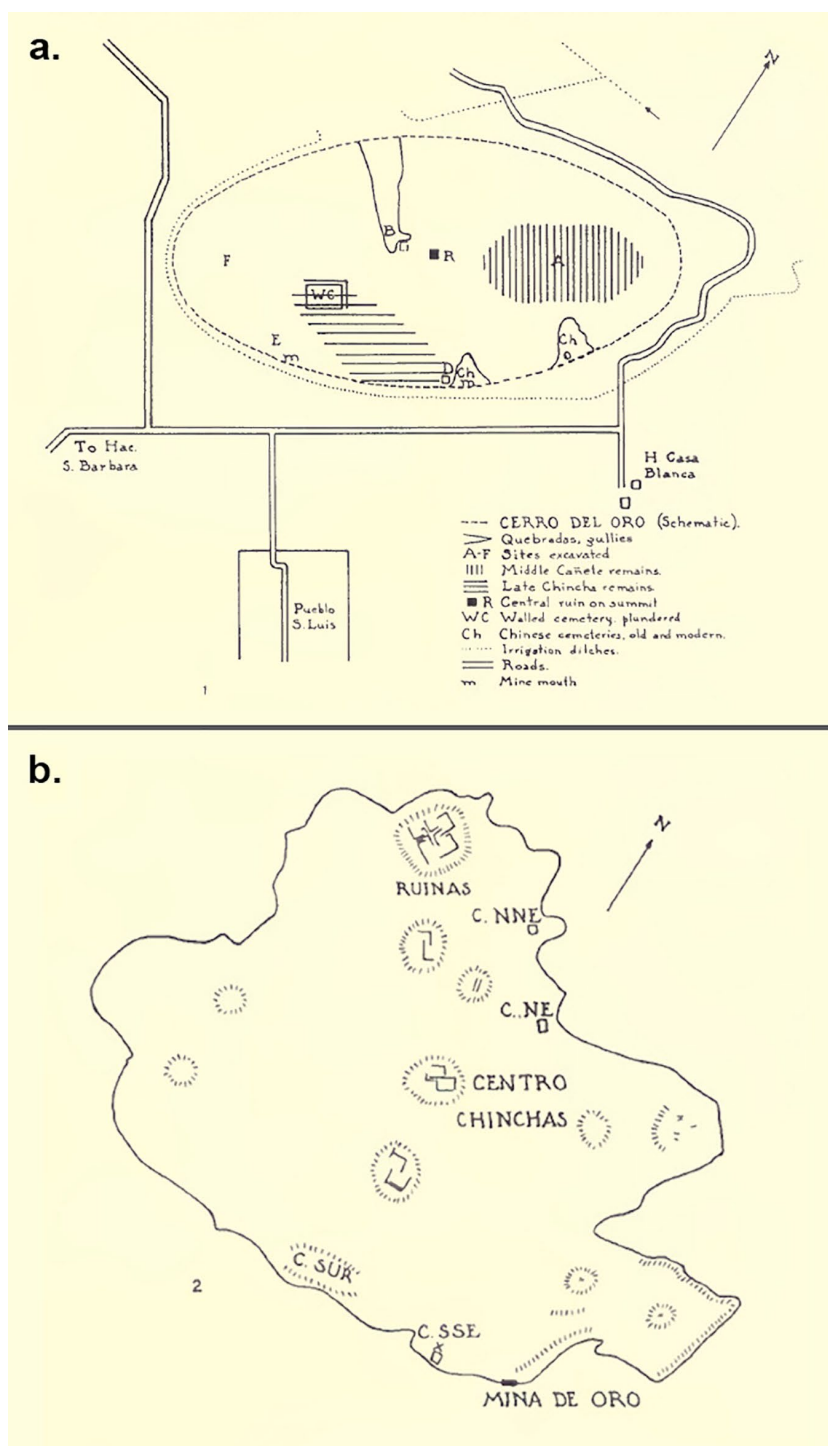 a.
N
B
R
A
F
WC
E
m
D
Ch
m
Ch
To Hac.
S. Barbara
H Casa
Blanca
Pueblo
S. Luis
CERRO DEL ORO (Schematic).
Quebradas, gullies
A-F Sites excavated
Middle Cañete remains.
Late Chincha remains.
R Central ruin on summit
WC Walled cemetery, plundered
Ch Chinese cemeteries, old and modern.
Irrigation ditches.
Roads.
m Mine mouth
1
b.
N
RUINAS
C. NNE
C. NE
CENTRO
CHINCHAS
C. SUR
2
C. SSE
x
MINA DE ORO